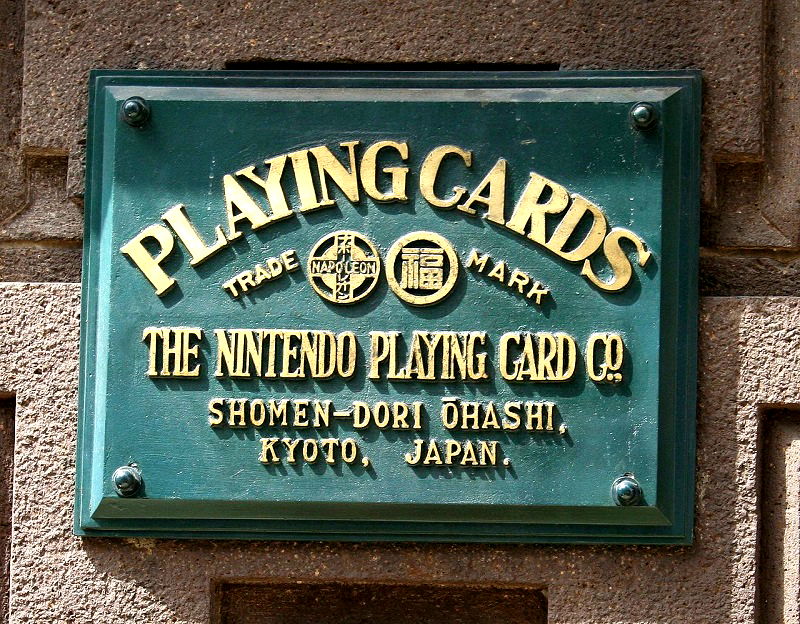 PLAYING CARDS
TRADE NAPOLEON 福 MARK
THE NINTENDO PLAYING CARD Co.,
SHOMEN-DORI ŌHASHI,
KYOTO, JAPAN.